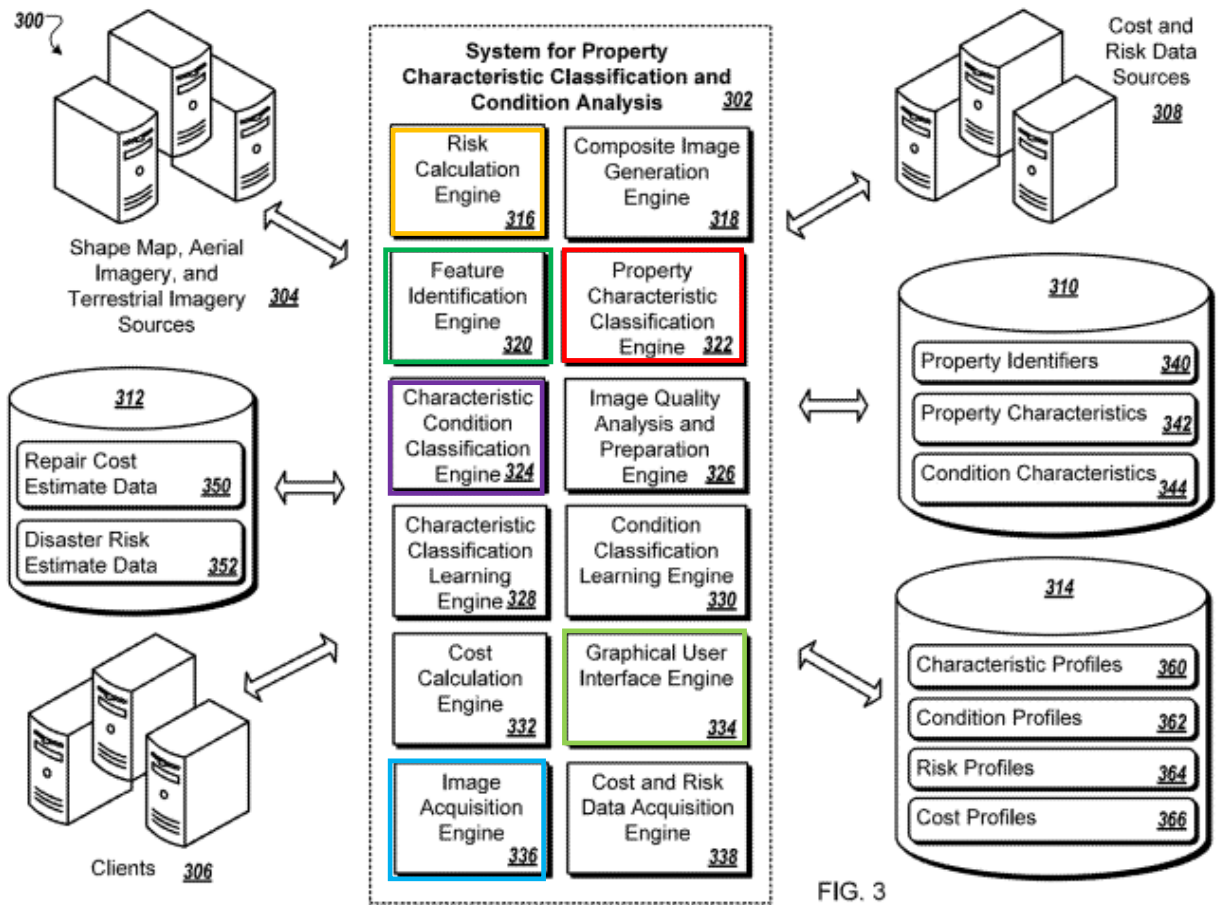 300
Shape Map, Aerial
Imagery, and
Terrestrial Imagery
Sources
304
312
Repair Cost
Estimate Data 350
Disaster Risk
Estimate Data 352
Clients 306
System for Property
Characteristic Classification and
Condition Analysis 302
Risk
Calculation
Engine
316
Composite Image
Generation
Engine
318
Feature
Identification
Engine
320
Property
Characteristic
Classification
Engine 322
Characteristic
Condition
Classification
Engine 324
Image Quality
Analysis and
Preparation
Engine 326
Characteristic
Classification
Learning
Engine 328
Condition
Classification
Learning Engine
330
Cost
Calculation
Engine
332
Graphical User
Interface Engine
334
Image
Acquisition
Engine
336
Cost and Risk
Data Acquisition
Engine
338
Cost and
Risk Data
Sources
308
310
Property Identifiers 340
Property Characteristics 342
Condition Characteristics 344
314
Characteristic Profiles 360
Condition Profiles 362
Risk Profiles 364
Cost Profiles 366
FIG. 3